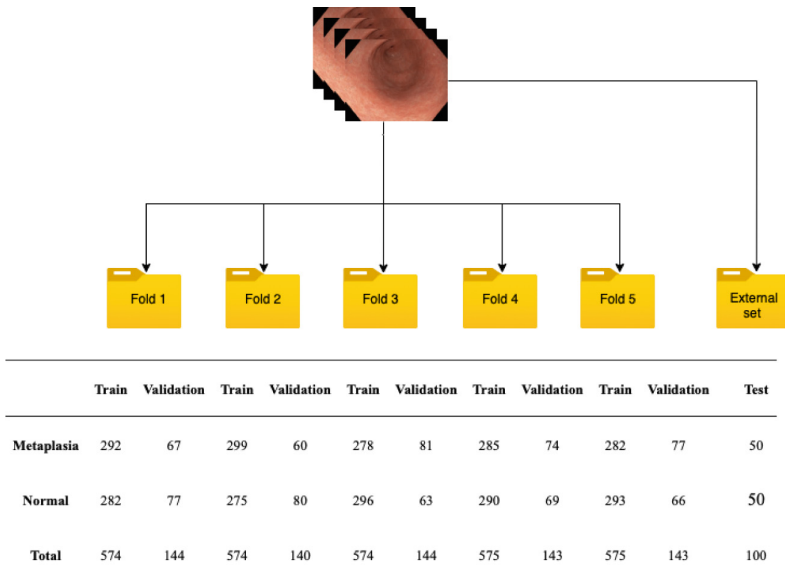 Fold 1 Fold 2 Fold 3 Fold 4 Fold 5 External
set
Train Validation Train Validation Train Validation Train Validation Train Validation Test
Metaplasia 292 67 299 60 278 81 285 74 282 77 50
Normal 282 77 275 80 296 63 290 69 293 66 50
Total 574 144 574 140 574 144 575 143 575 143 100